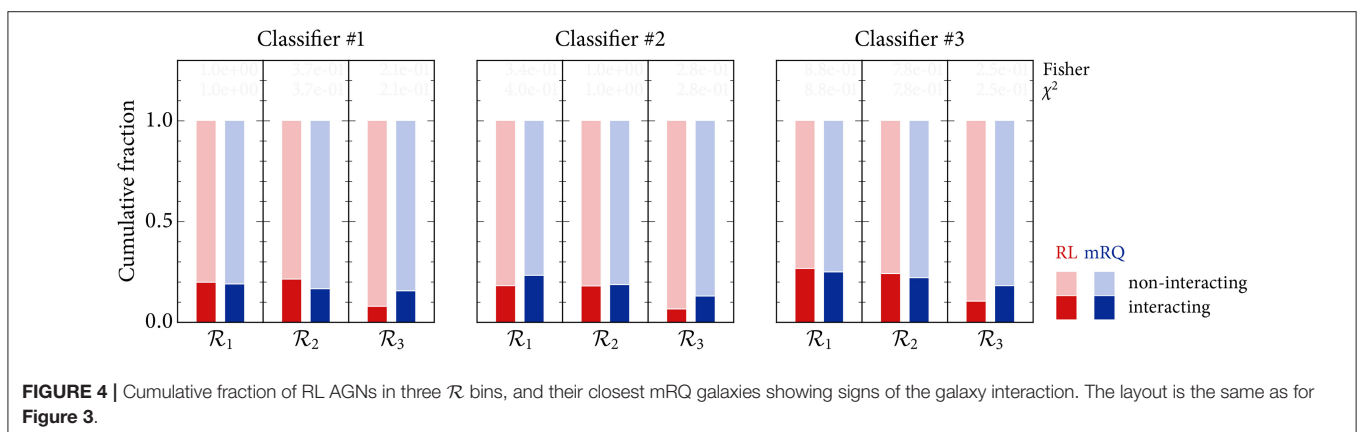 Classifier #1 Classifier #2 Classifier #3
1.0e+00 3.7e-01 2.1e-01 3.4e-01 1.0e+00 2.8e-01 8.8e-01 7.8e-01 2.5e-01 Fisher
1.0e+00 3.7e-01 2.1e-01 4.0e-01 1.0e+00 2.8e-01 8.8e-01 7.8e-01 2.5e-01 χ²
Cumulative fraction
1.0
0.5
0.0
RL mRQ
non-interacting
interacting
ℛ₁ ℛ₂ ℛ₃ ℛ₁ ℛ₂ ℛ₃ ℛ₁ ℛ₂ ℛ₃
FIGURE 4 | Cumulative fraction of RL AGNs in three ℛ bins, and their closest mRQ galaxies showing signs of the galaxy interaction. The layout is the same as for
Figure 3.